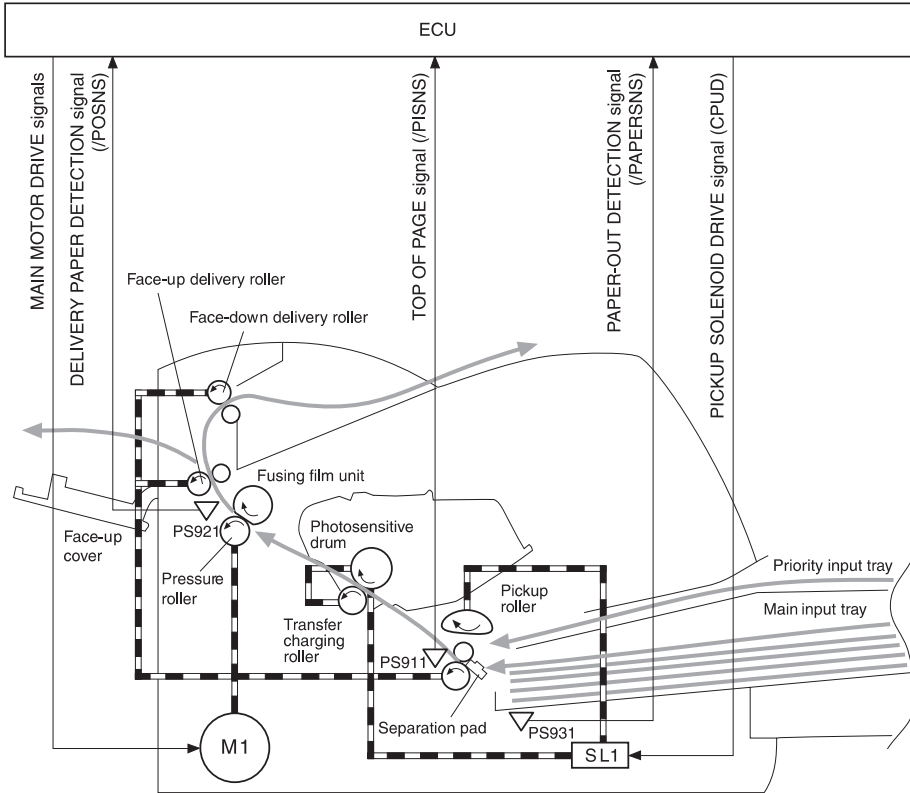 ECU
MAIN MOTOR DRIVE signals
DELIVERY PAPER DETECTION signal
(/POSNS)
TOP OF PAGE signal (/PISNS)
PAPER-OUT DETECTION signal
(/PAPERSNS)
PICKUP SOLENOID DRIVE signal (CPUD)
Face-up delivery roller
Face-down delivery roller
Fusing film unit
PS921
Face-up
cover
Pressure
roller
Photosensitive
drum
Transfer
charging
roller
Pickup
roller
Priority input tray
Main input tray
PS911
Separation pad
PS931
M1
SL1